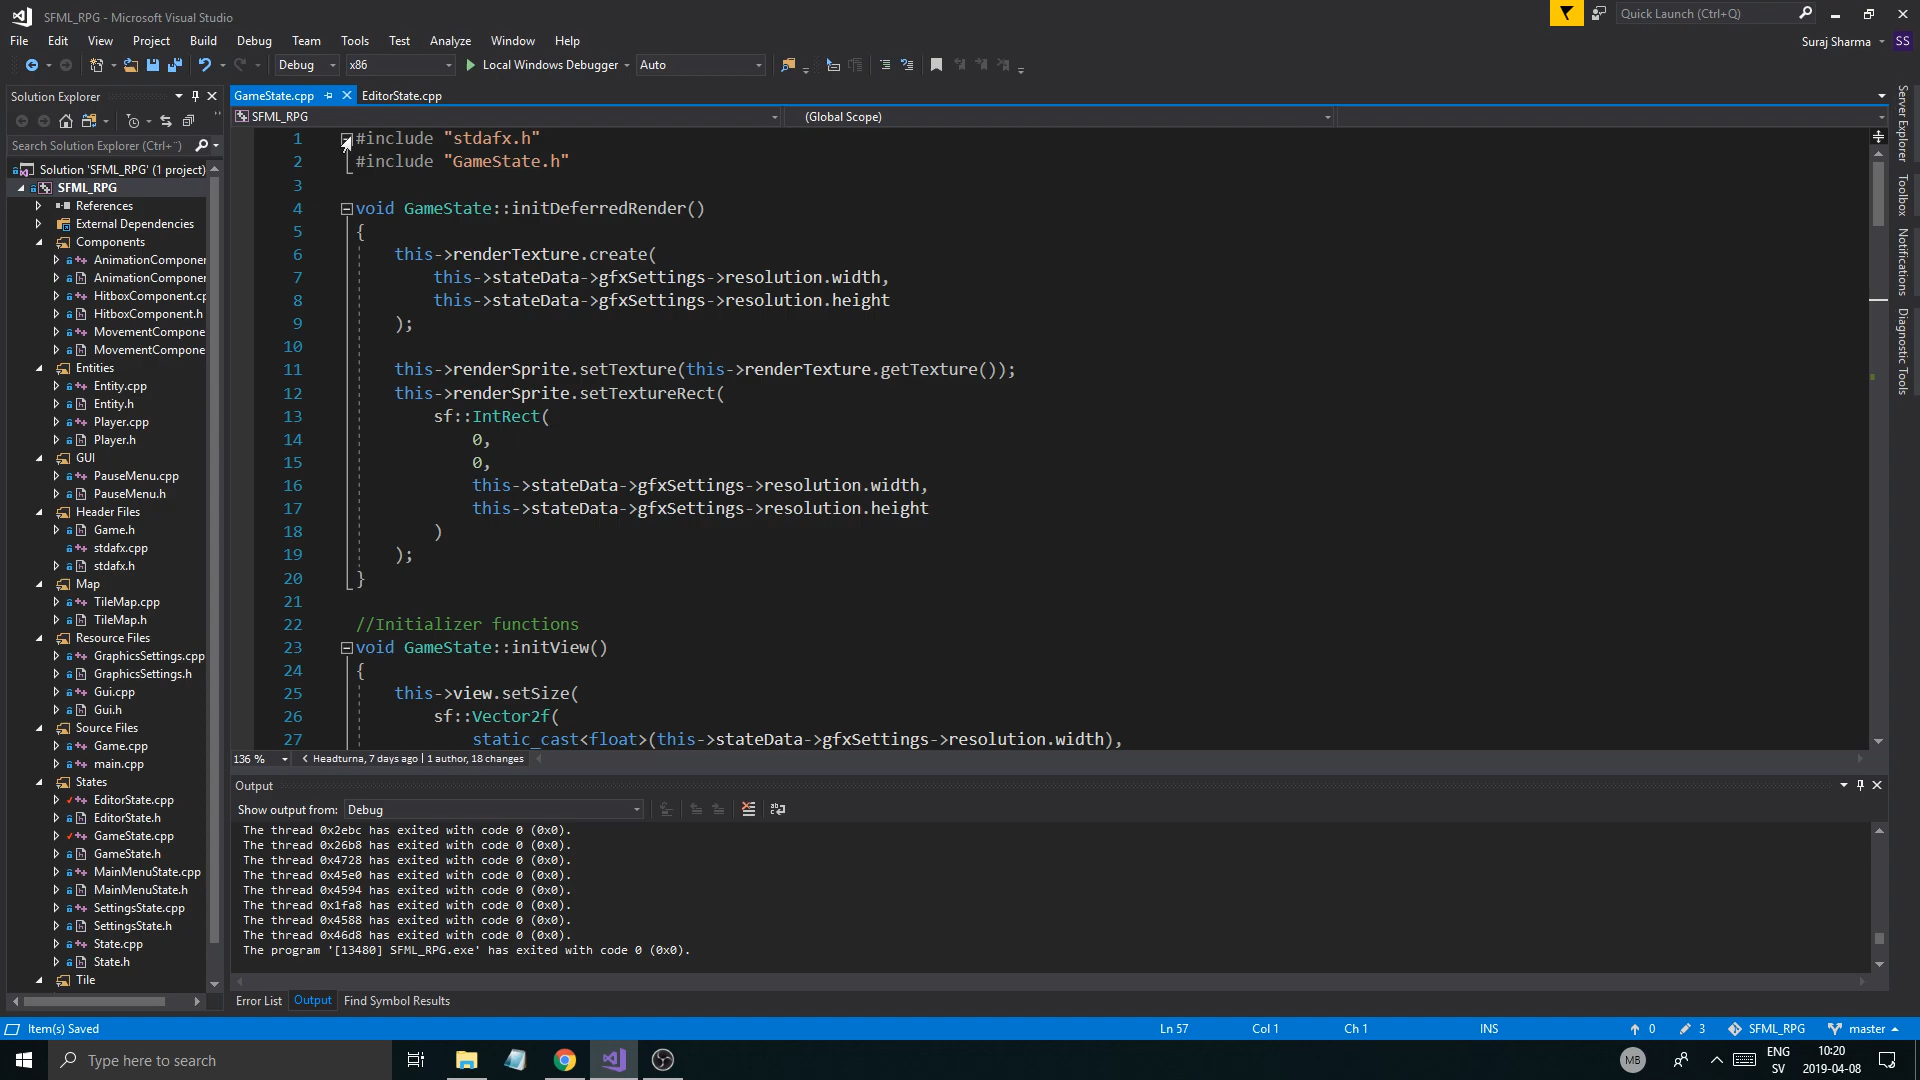 SFML_RPG - Microsoft Visual Studio
Quick Launch (Ctrl+Q)
File Edit View Project Build Debug Team Tools Test Analyze Window Help
Suraj Sharma SS
Debug x86 Local Windows Debugger Auto
Solution Explorer
GameState.cpp EditorState.cpp
SFML_RPG (Global Scope)
Search Solution Explorer (Ctrl+¨)
Solution 'SFML_RPG' (1 project)
SFML_RPG
References
External Dependencies
Components
AnimationComponen
AnimationComponen
HitboxComponent.cp
HitboxComponent.h
MovementCompone
MovementCompone
Entities
Entity.cpp
Entity.h
Player.cpp
Player.h
GUI
PauseMenu.cpp
PauseMenu.h
Header Files
Game.h
stdafx.cpp
stdafx.h
Map
TileMap.cpp
TileMap.h
Resource Files
GraphicsSettings.cpp
GraphicsSettings.h
Gui.cpp
Gui.h
Source Files
Game.cpp
main.cpp
States
EditorState.cpp
EditorState.h
GameState.cpp
GameState.h
MainMenuState.cpp
MainMenuState.h
SettingsState.cpp
SettingsState.h
State.cpp
State.h
Tile
1 #include "stdafx.h"
2 #include "GameState.h"
3
4 void GameState::initDeferredRender()
5 {
6 this->renderTexture.create(
7 this->stateData->gfxSettings->resolution.width,
8 this->stateData->gfxSettings->resolution.height
9 );
10
11 this->renderSprite.setTexture(this->renderTexture.getTexture());
12 this->renderSprite.setTextureRect(
13 sf::IntRect(
14 0,
15 0,
16 this->stateData->gfxSettings->resolution.width,
17 this->stateData->gfxSettings->resolution.height
18 )
19 );
20 }
21
22 //Initializer functions
23 void GameState::initView()
24 {
25 this->view.setSize(
26 sf::Vector2f(
27 static_cast<float>(this->stateData->gfxSettings->resolution.width),
136 % Headturna, 7 days ago | 1 author, 18 changes
Output
Show output from: Debug
The thread 0x2ebc has exited with code 0 (0x0).
The thread 0x26b8 has exited with code 0 (0x0).
The thread 0x4728 has exited with code 0 (0x0).
The thread 0x45e0 has exited with code 0 (0x0).
The thread 0x4594 has exited with code 0 (0x0).
The thread 0x1fa8 has exited with code 0 (0x0).
The thread 0x4588 has exited with code 0 (0x0).
The thread 0x46d8 has exited with code 0 (0x0).
The program '[13480] SFML_RPG.exe' has exited with code 0 (0x0).
Error List Output Find Symbol Results
Server Explorer
Toolbox
Notifications
Diagnostic Tools
Item(s) Saved Ln 57 Col 1 Ch 1 INS 0 3 SFML_RPG master
Type here to search
MB
ENG
SV
10:20
2019-04-08